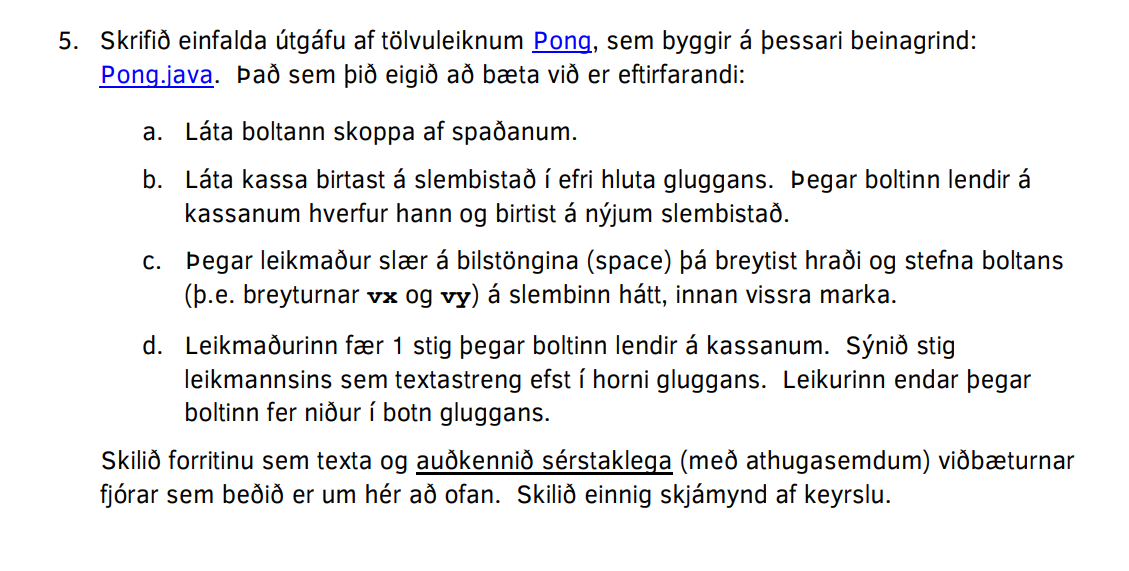 5. Skrifið einfalda útgáfu af tölvuleiknum Pong, sem byggir á þessari beinagrind:
Pong.java.  Það sem þið eigið að bæta við er eftirfarandi:
a. Láta boltann skoppa af spaðanum.
b. Láta kassa birtast á slembistað í efri hluta gluggans.  Þegar boltinn lendir á
kassanum hverfur hann og birtist á nýjum slembistað.
c. Þegar leikmaður slær á bilstöngina (space) þá breytist hraði og stefna boltans
(þ.e. breyturnar vx og vy) á slembinn hátt, innan vissra marka.
d. Leikmaðurinn fær 1 stig þegar boltinn lendir á kassanum.  Sýnið stig
leikmannsins sem textastreng efst í horni gluggans.  Leikurinn endar þegar
boltinn fer niður í botn gluggans.
Skilið forritinu sem texta og auðkennið sérstaklega (með athugasemdum) viðbæturnar
fjórar sem beðið er um hér að ofan.  Skilið einnig skjámynd af keyrslu.